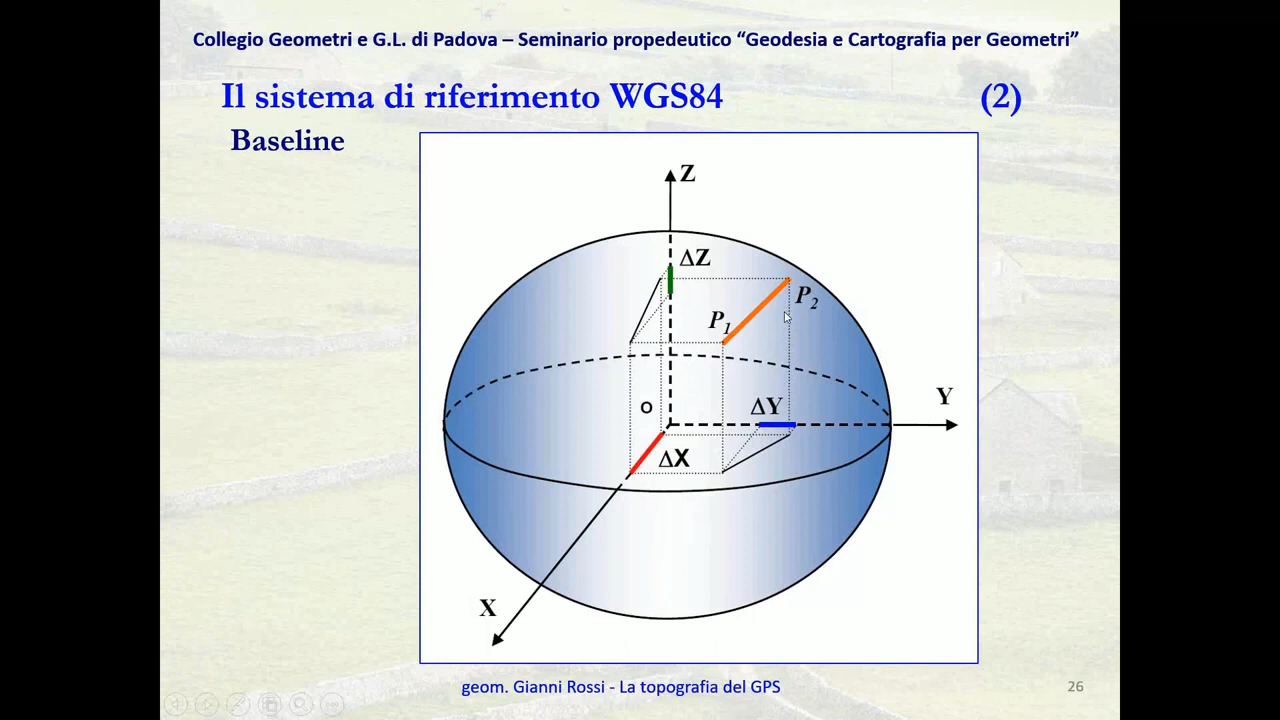 Collegio Geometri e G.L. di Padova – Seminario propedeutico “Geodesia e Cartografia per Geometri”
Il sistema di riferimento WGS84 (2)
Baseline
Z
ΔZ
P2
P1
Y
O
ΔY
ΔX
X
geom. Gianni Rossi - La topografia del GPS 26